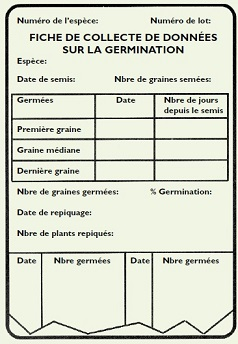 Numéro de l'espèce: Numéro de lot:
FICHE DE COLLECTE DE DONNÉES
SUR LA GERMINATION
Espèce:
Date de semis: Nbre de graines semées:
Germées Date Nbre de jours
depuis le semis
Première graine
Graine médiane
Dernière graine
Nbre de graines germées: % Germination:
Date de repiquage:
Nbre de plants repiqués:
Date Nbre germées Date Nbre germées